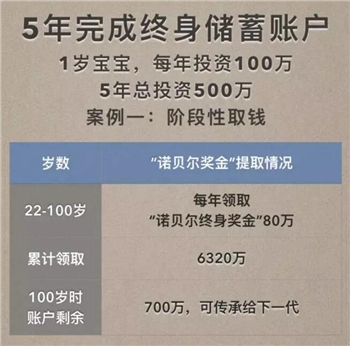 5年完成终身储蓄账户
1岁宝宝，每年投资100万
5年总投资500万
案例一：阶段性取钱
岁数 “诺贝尔奖金”提取情况
22-100岁 每年领取
“诺贝尔终身奖金”80万
累计领取 6320万
100岁时
账户剩余 700万，可传承给下一代